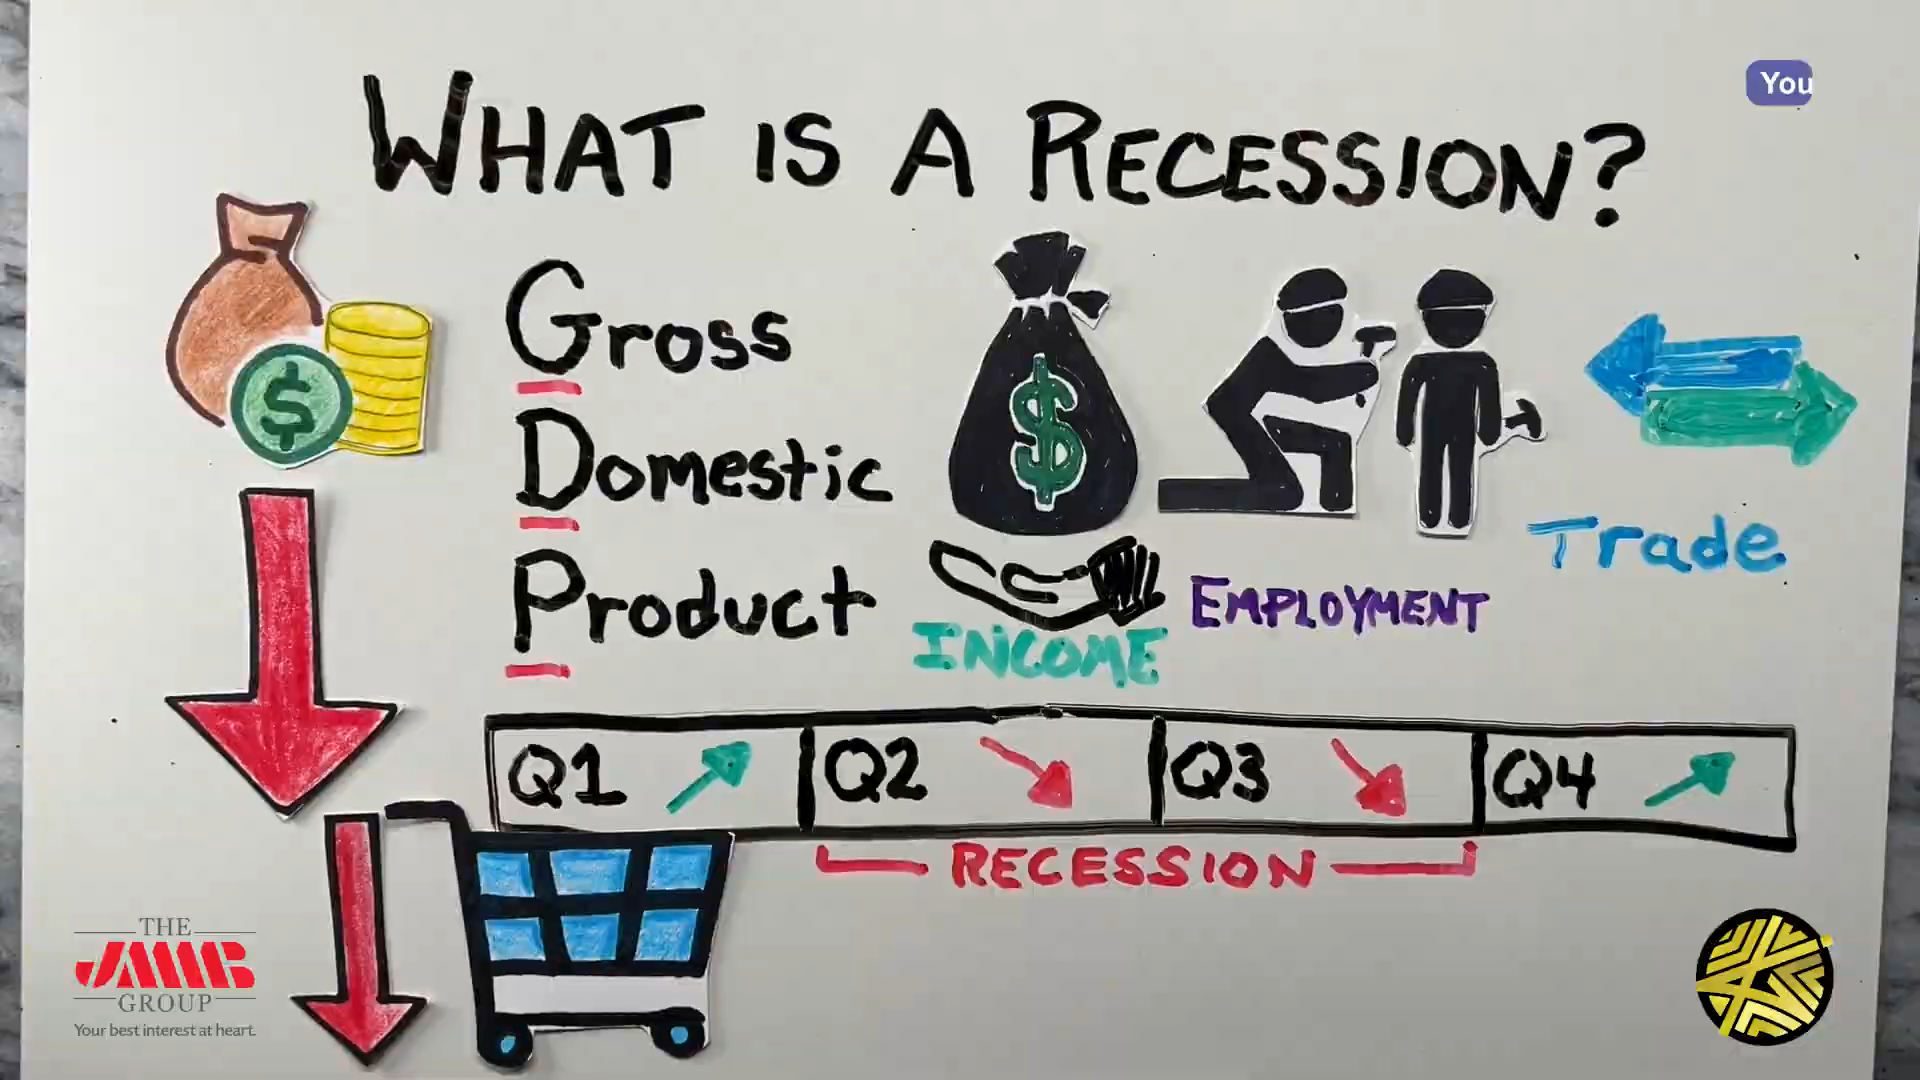 You
WHAT IS A RECESSION?
Gross
Domestic
Product
$
$
INCOME
EMPLOYMENT
Trade
Q1
Q2
Q3
Q4
RECESSION
THE
JMMB
GROUP
Your best interest at heart.